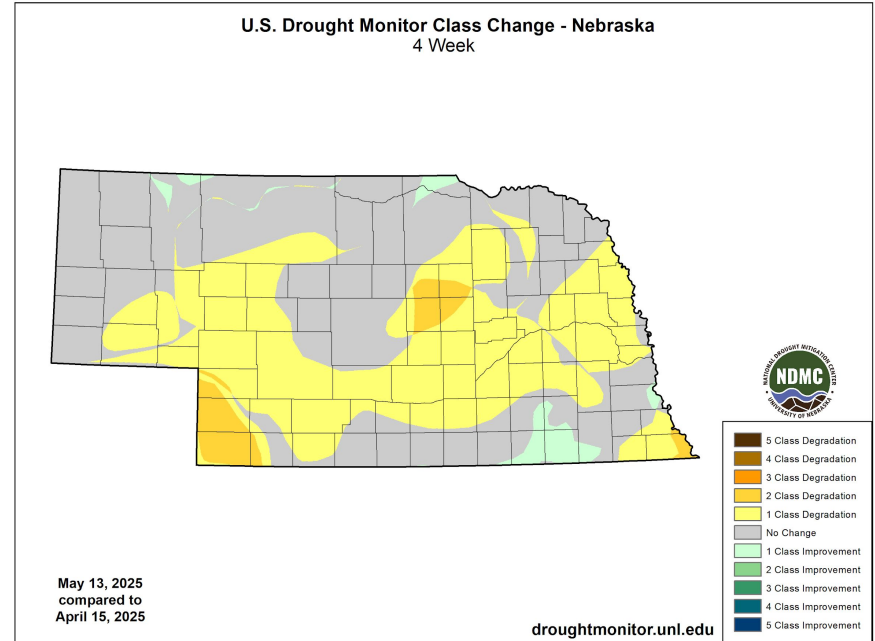 U.S. Drought Monitor Class Change - Nebraska
4 Week
NATIONAL DROUGHT MITIGATION CENTER
NDMC
UNIVERSITY OF NEBRASKA
5 Class Degradation
4 Class Degradation
3 Class Degradation
2 Class Degradation
1 Class Degradation
No Change
1 Class Improvement
2 Class Improvement
3 Class Improvement
4 Class Improvement
5 Class Improvement
May 13, 2025
compared to
April 15, 2025
droughtmonitor.unl.edu